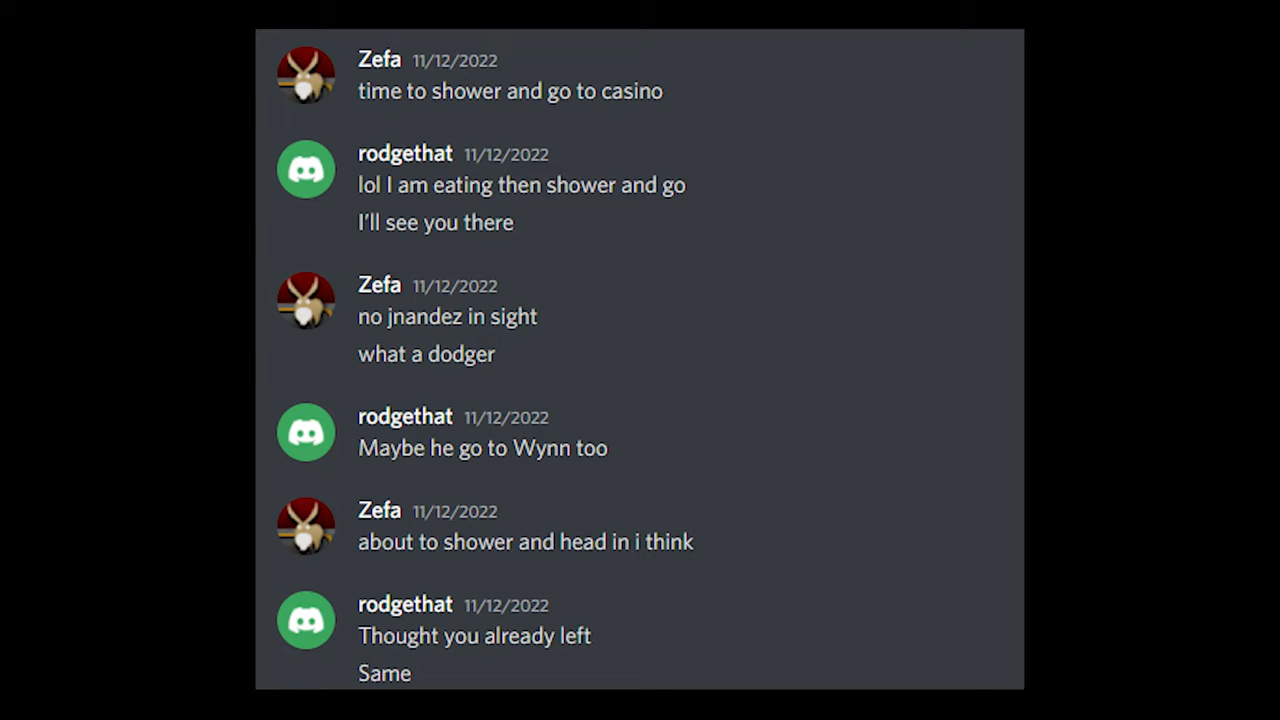 Zefa 11/12/2022
time to shower and go to casino
rodgethat 11/12/2022
lol I am eating then shower and go
I'll see you there
Zefa 11/12/2022
no jnandez in sight
what a dodger
rodgethat 11/12/2022
Maybe he go to Wynn too
Zefa 11/12/2022
about to shower and head in i think
rodgethat 11/12/2022
Thought you already left
Same